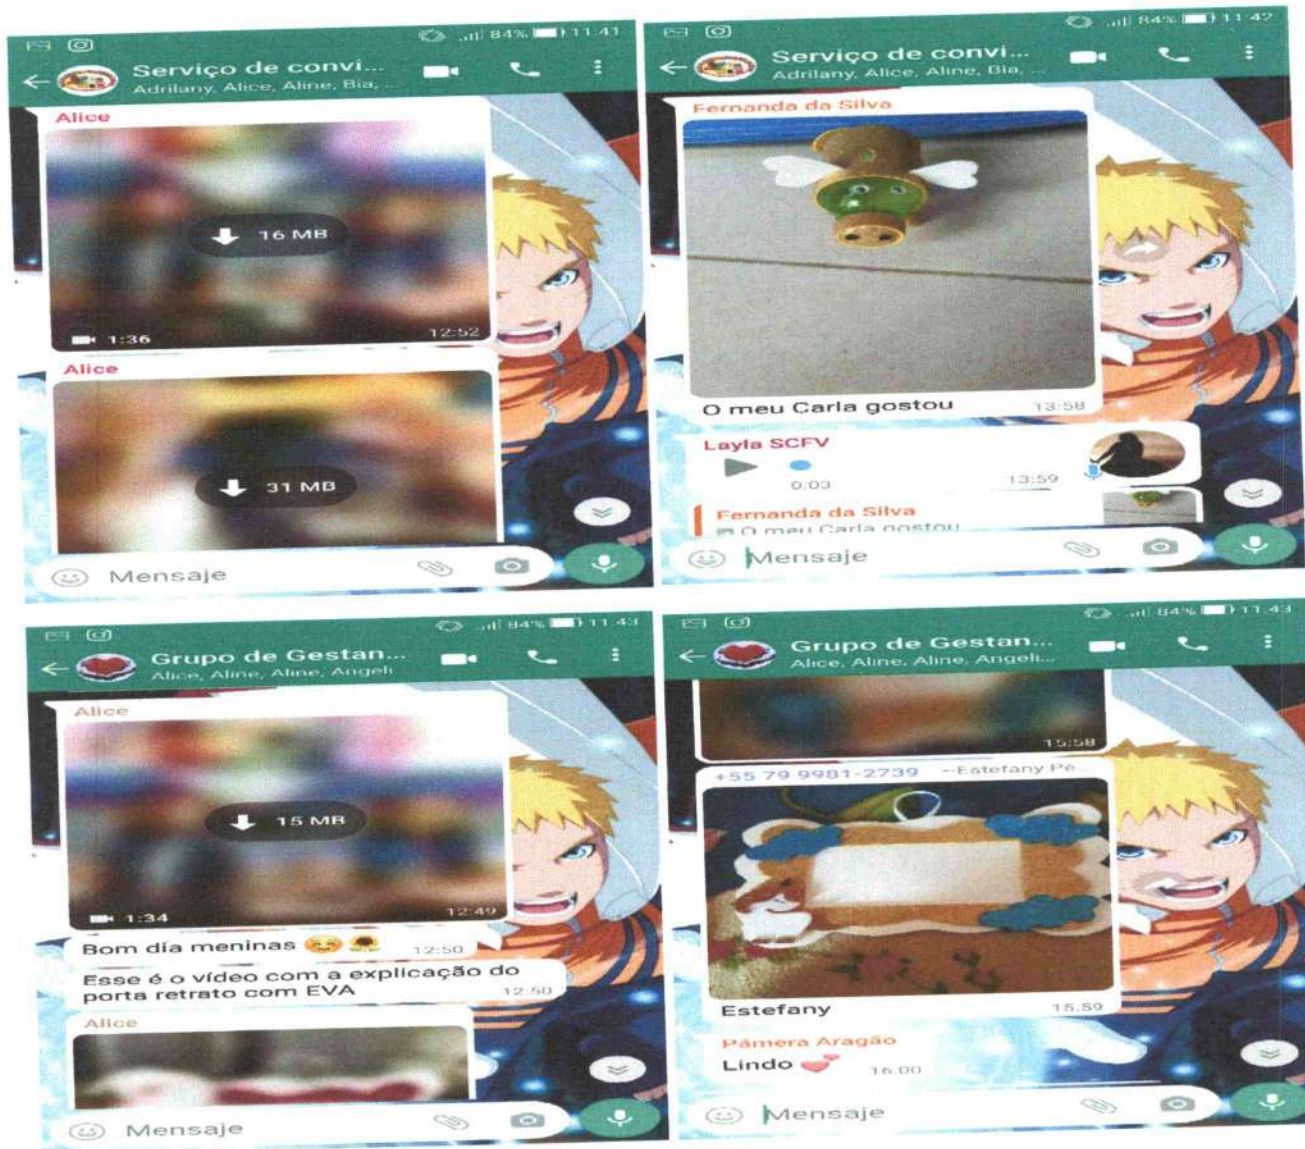 84% 11:41
Serviço de convi...
Adrilany, Alice, Aline, Bia, ...
Alice
16 MB
1:36
12:52
Alice
31 MB
Mensaje
84% 11:42
Serviço de convi...
Adrilany, Alice, Aline, Bia, ...
Fernanda da Silva
O meu Carla gostou
13:58
Layla SCFV
0:03
13:59
Fernanda da Silva
O meu Carla gostou
Mensaje
84% 11:43
Grupo de Gestan...
Alice, Aline, Aline, Angeli
Alice
15 MB
1:34
12:49
Bom dia meninas
12:50
Esse é o vídeo com a explicação do
porta retrato com EVA
12:50
Alice
Mensaje
84% 11:43
Grupo de Gestan...
Alice, Aline, Aline, Angeli...
15:58
+55 79 9981-2739 ~Estefany Pe...
Estefany
15:59
Pâmera Aragão
Lindo
16:00
Mensaje